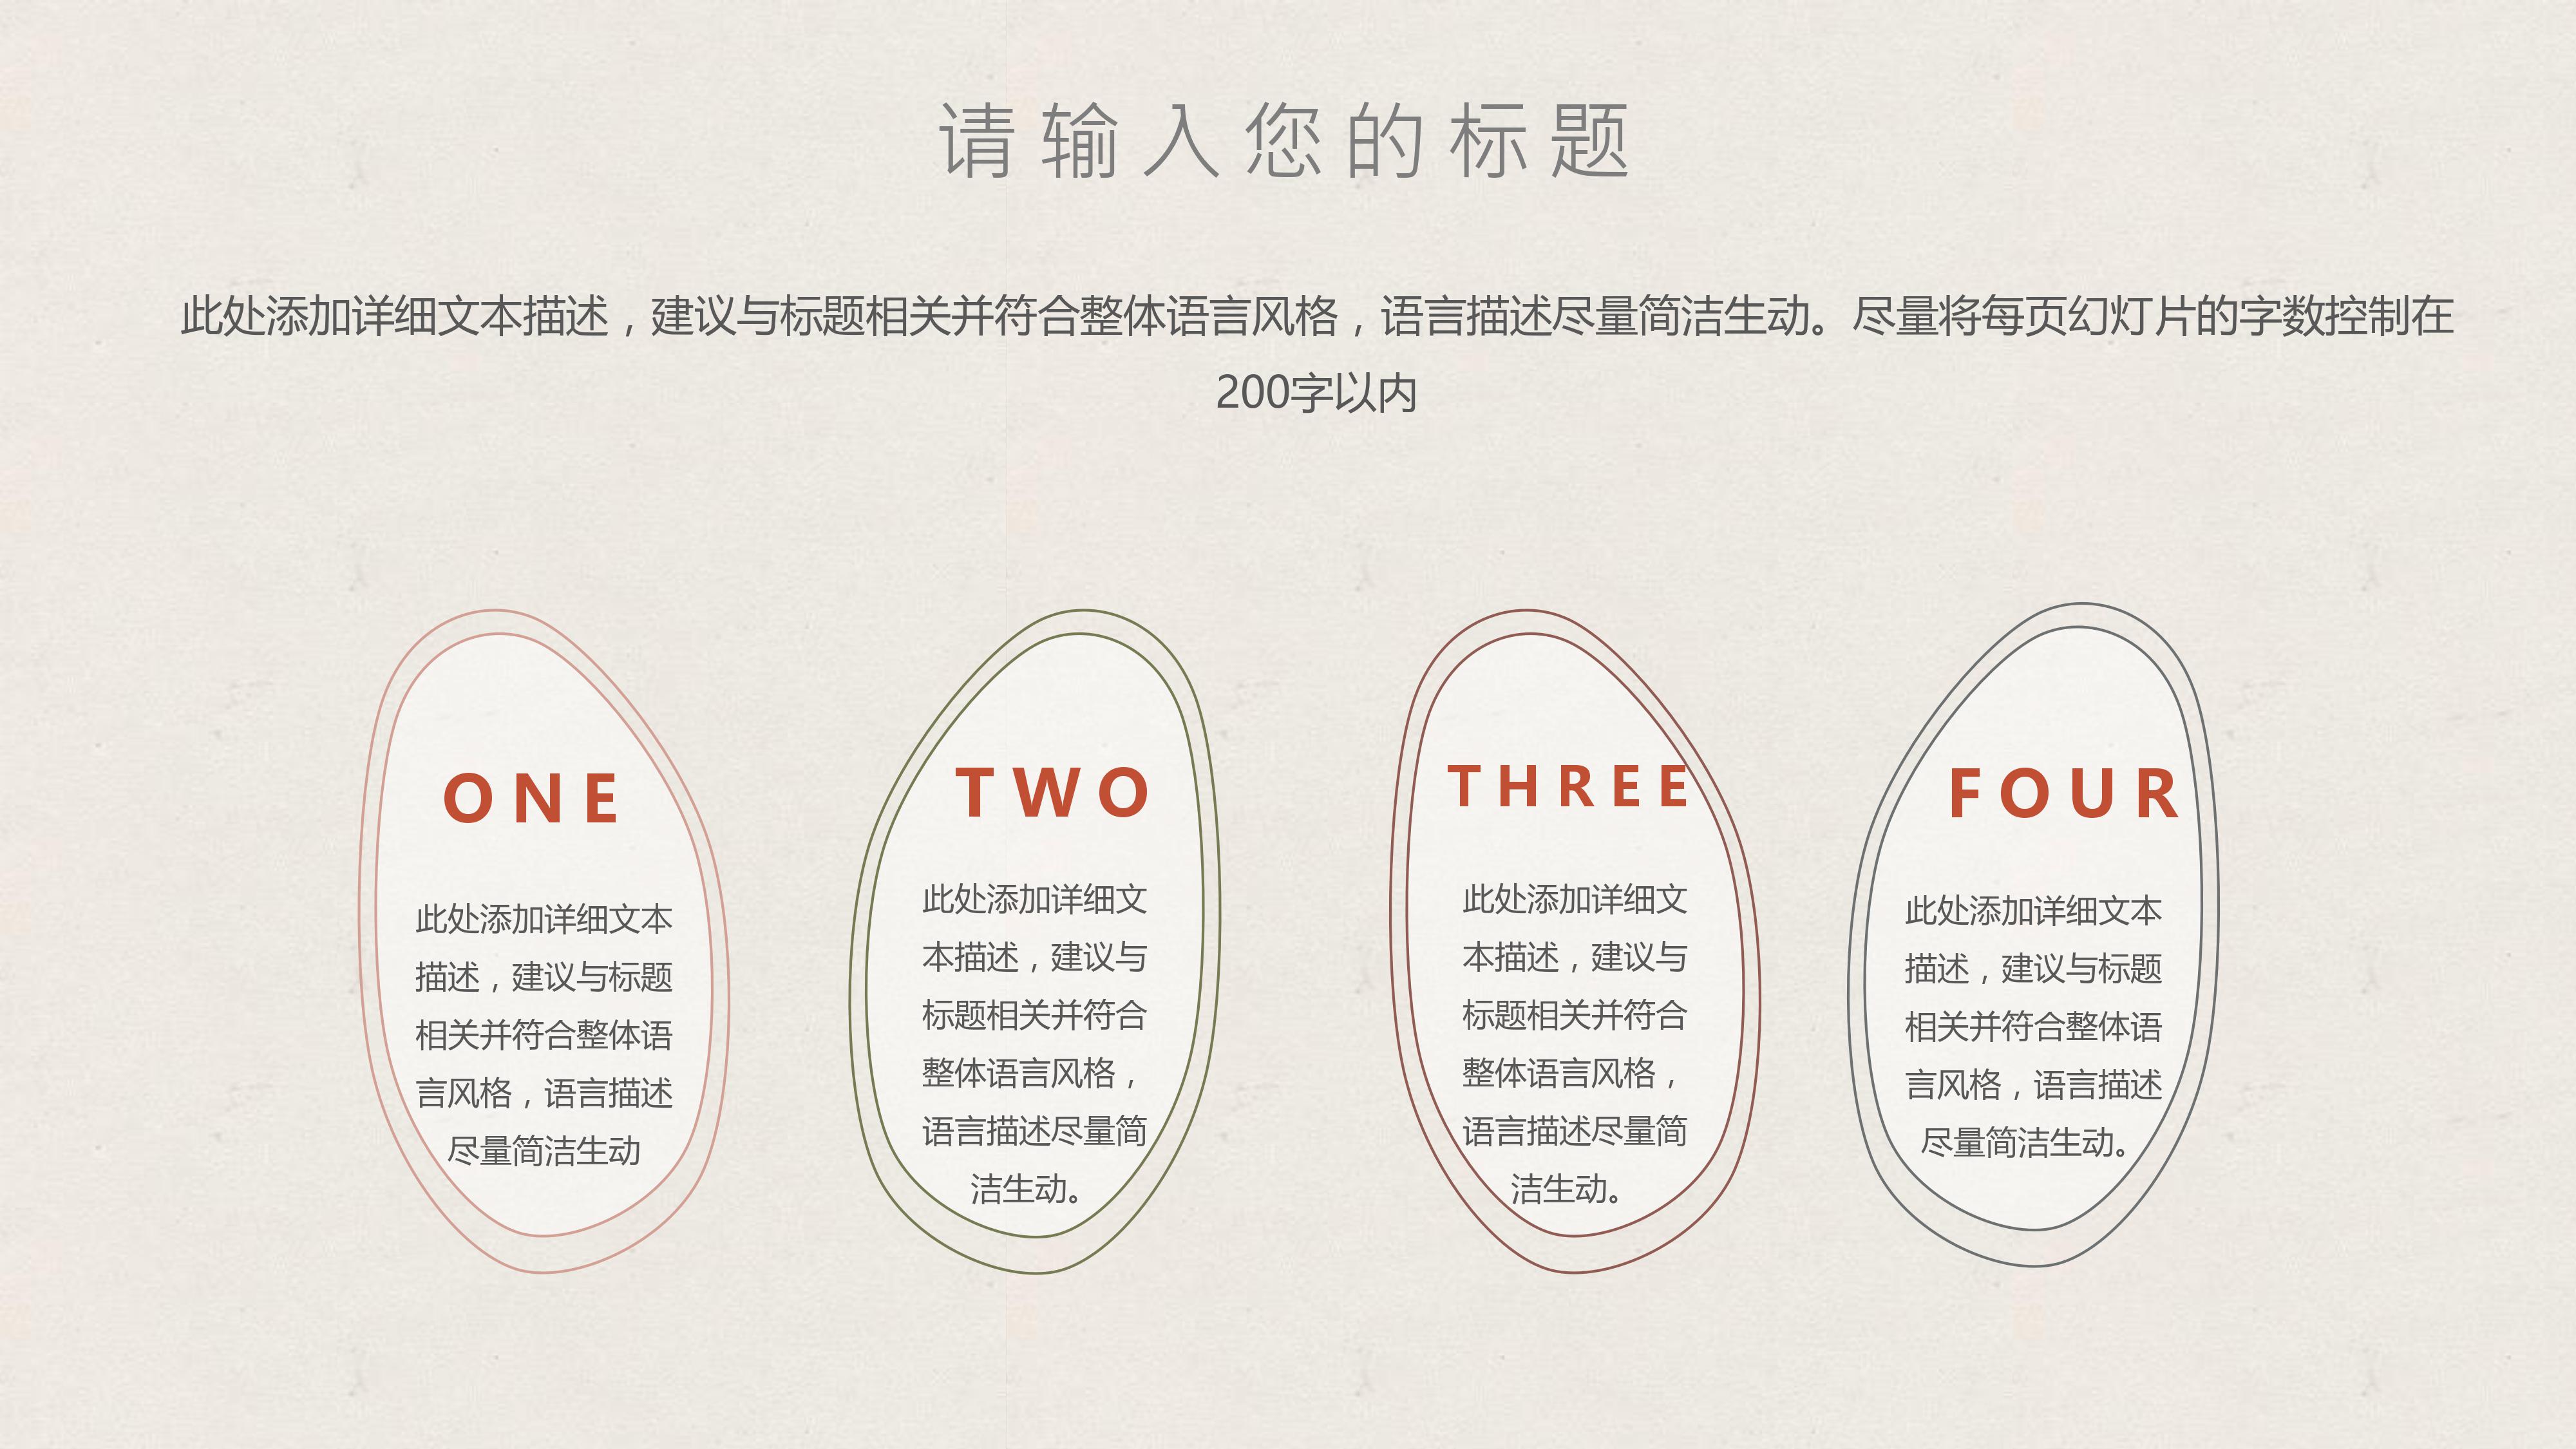 请输入您的标题
此处添加详细文本描述，建议与标题相关并符合整体语言风格，语言描述尽量简洁生动。尽量将每页幻灯片的字数控制在
200字以内
ONE
此处添加详细文本
描述，建议与标题
相关并符合整体语
言风格，语言描述
尽量简洁生动
TWO
此处添加详细文
本描述，建议与
标题相关并符合
整体语言风格，
语言描述尽量简
洁生动。
THREE
此处添加详细文
本描述，建议与
标题相关并符合
整体语言风格，
语言描述尽量简
洁生动。
FOUR
此处添加详细文本
描述，建议与标题
相关并符合整体语
言风格，语言描述
尽量简洁生动。